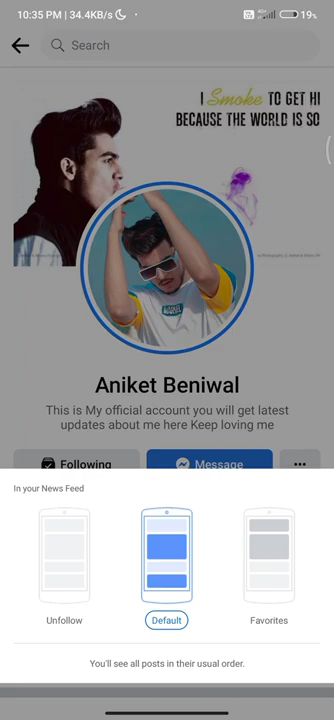 10:35 PM | 34.4KB/s
19%
Search
I Smoke TO GET HI
BECAUSE THE WORLD IS SO
Aniket Beniwal
This is My official account you will get latest
updates about me here Keep loving me
Following
Message
In your News Feed
Unfollow
Default
Favorites
You'll see all posts in their usual order.